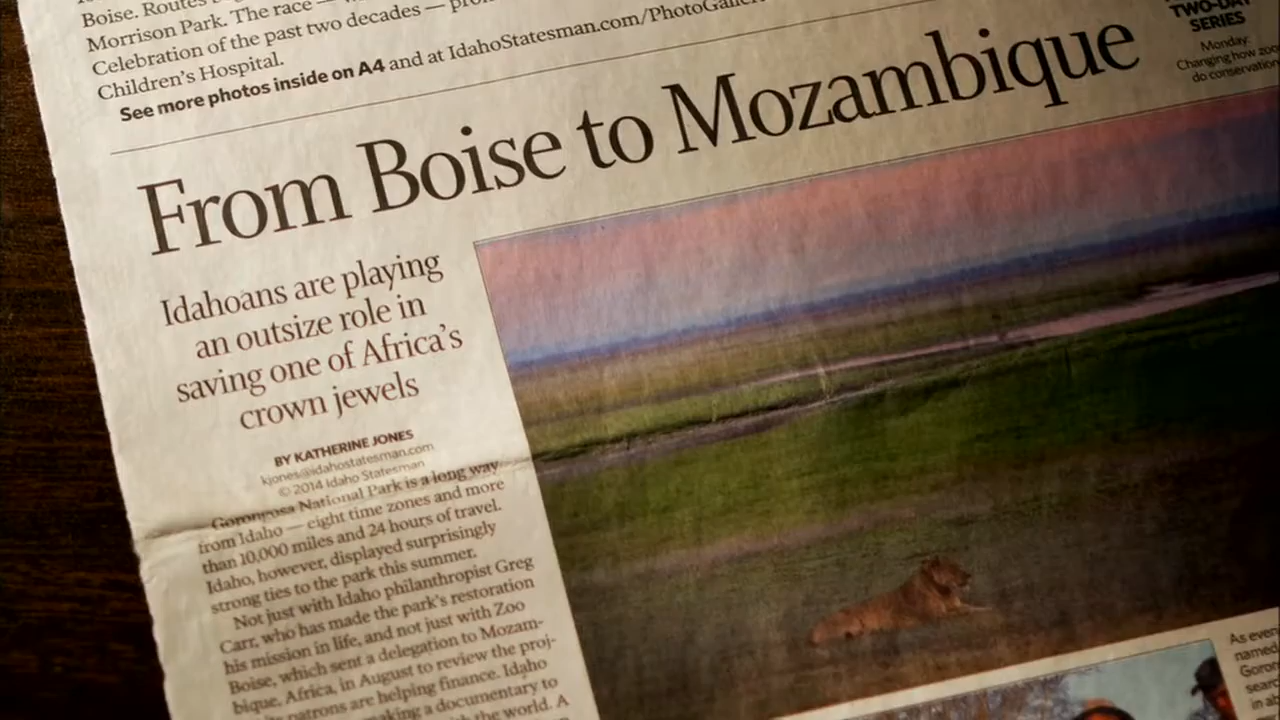 Boise. Routes
Morrison Park. The race —
Celebration of the past two decades —
Children's Hospital.
See more photos inside on A4 and at IdahoStatesman.com/PhotoGaller
TWO-DAY
SERIES
Monday:
Changing how zoo
do conservation
From Boise to Mozambique
Idahoans are playing
an outsize role in
saving one of Africa's
crown jewels
BY KATHERINE JONES
kjones@idahostatesman.com
© 2014 Idaho Statesman
Gorongosa National Park is a long way
from Idaho — eight time zones and more
than 10,000 miles and 24 hours of travel.
Idaho, however, displayed surprisingly
strong ties to the park this summer.
Not just with Idaho philanthropist Greg
Carr, who has made the park's restoration
his mission in life, and not just with Zoo
Boise, which sent a delegation to Mozam-
bique, Africa, in August to review the proj-
its patrons are helping finance. Idaho
making a documentary to
the world. A
As even
named
Goron
search
in a